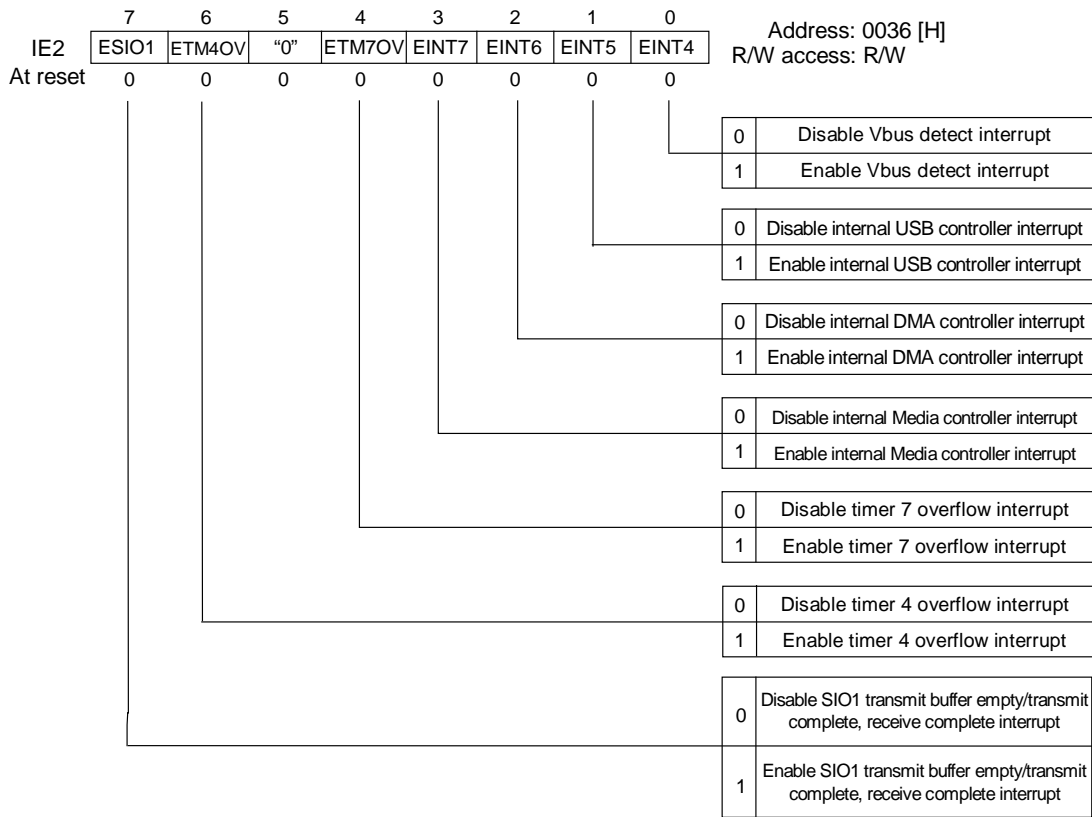 7 6 5 4 3 2 1 0
IE2 ESIO1 ETM4OV “0” ETM7OV EINT7 EINT6 EINT5 EINT4
At reset 0 0 0 0 0 0 0 0
Address: 0036 [H]
R/W access: R/W
0 Disable Vbus detect interrupt
1 Enable Vbus detect interrupt
0 Disable internal USB controller interrupt
1 Enable internal USB controller interrupt
0 Disable internal DMA controller interrupt
1 Enable internal DMA controller interrupt
0 Disable internal Media controller interrupt
1 Enable internal Media controller interrupt
0 Disable timer 7 overflow interrupt
1 Enable timer 7 overflow interrupt
0 Disable timer 4 overflow interrupt
1 Enable timer 4 overflow interrupt
0 Disable SIO1 transmit buffer empty/transmit
complete, receive complete interrupt
1 Enable SIO1 transmit buffer empty/transmit
complete, receive complete interrupt